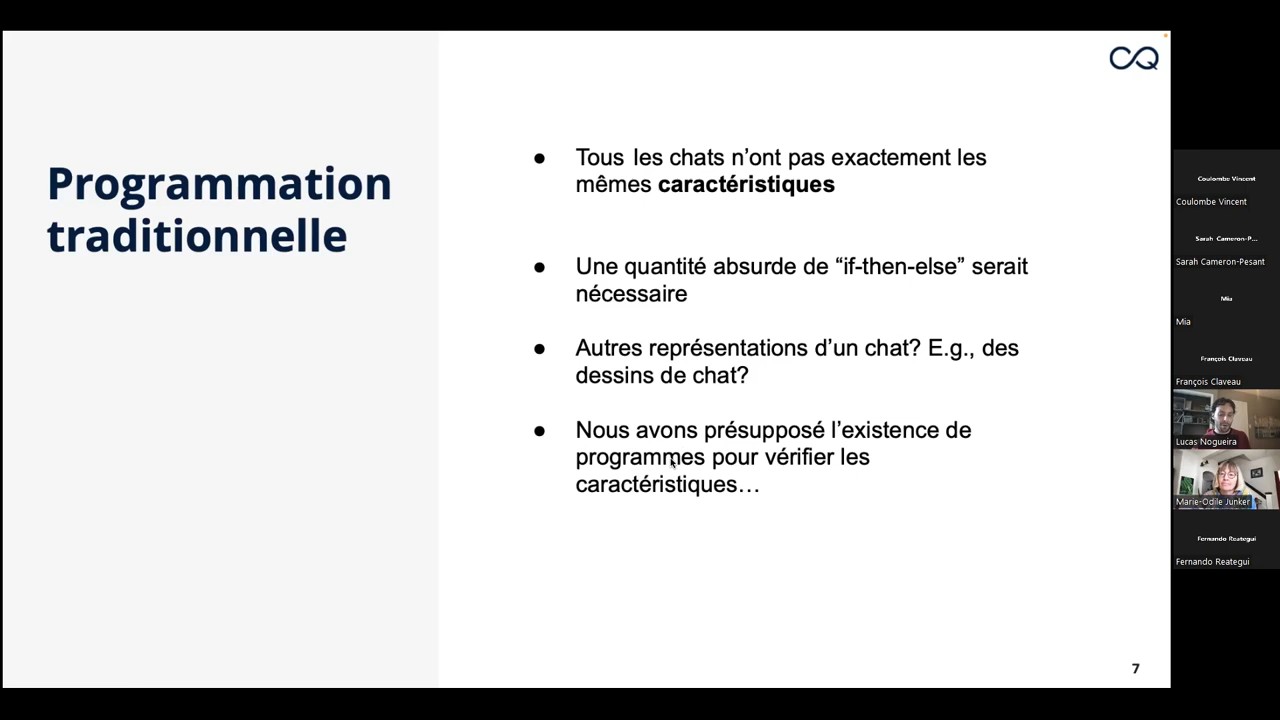 CQ
Programmation
traditionnelle
● Tous les chats n’ont pas exactement les
mêmes caractéristiques
● Une quantité absurde de “if-then-else” serait
nécessaire
● Autres représentations d’un chat? E.g., des
dessins de chat?
● Nous avons présupposé l’existence de
programmes pour vérifier les
caractéristiques…
7
Coulombe Vincent
Coulombe Vincent
Sarah Cameron-P...
Sarah Cameron-Pesant
Mia
Mia
François Claveau
François Claveau
Lucas Nogueira
Marie-Odile Junker
Fernando Reategui
Fernando Reategui